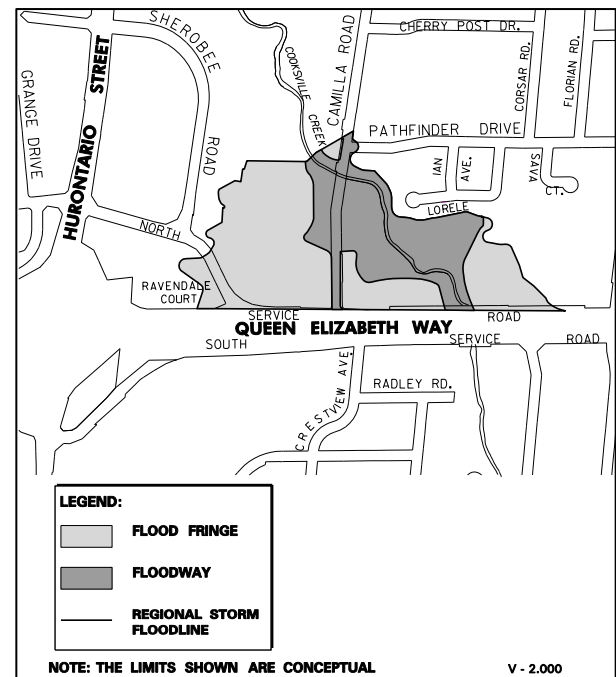 SHEROBEE
ROAD
HURONTARIO STREET
GRANGE DRIVE
COOKSVILLE CREEK
CAMILLA ROAD
CHERRY POST DR.
CORSAR RD.
FLORIAN RD.
PATHFINDER DRIVE
IAN AVE.
SAVA CT.
LORELE
NORTH
RAVENDALE
COURT
SERVICE ROAD
QUEEN ELIZABETH WAY
SOUTH SERVICE ROAD
RADLEY RD.
CRESTVIEW AVE.
LEGEND:
FLOOD FRINGE
FLOODWAY
REGIONAL STORM
FLOODLINE
NOTE: THE LIMITS SHOWN ARE CONCEPTUAL
V - 2.000